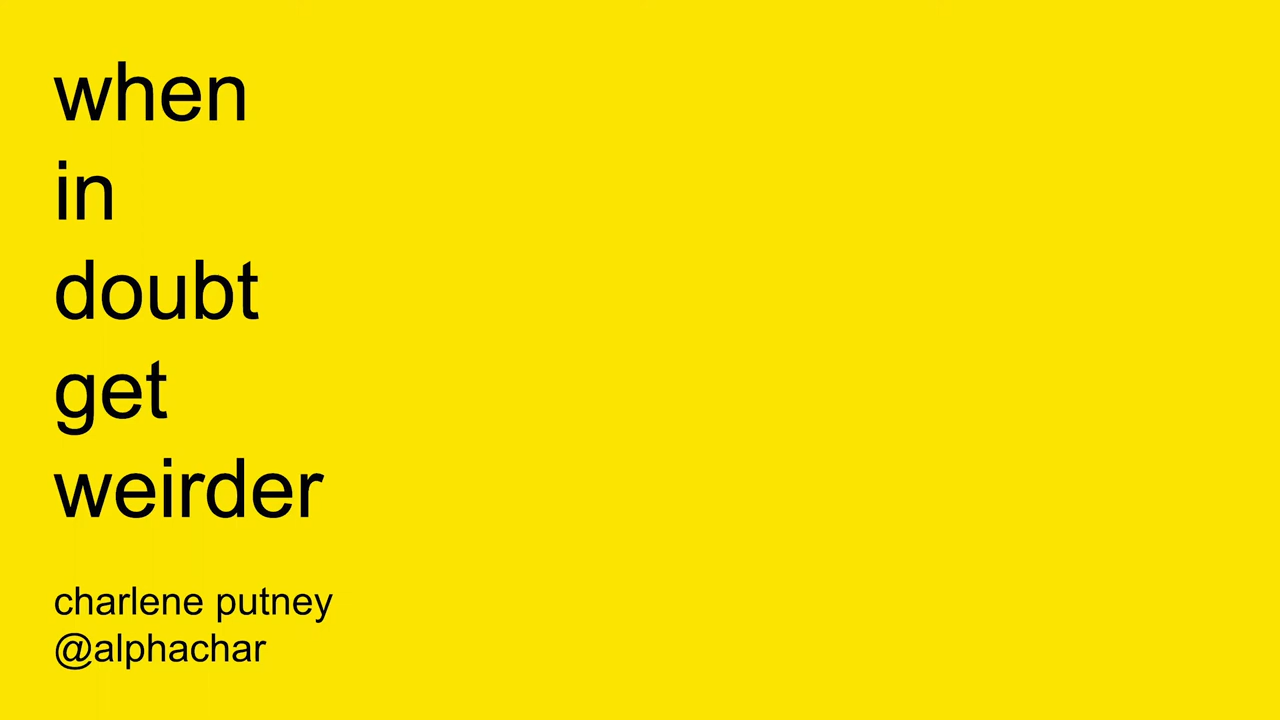 when
in
doubt
get
weirder
charlene putney
@alphachar